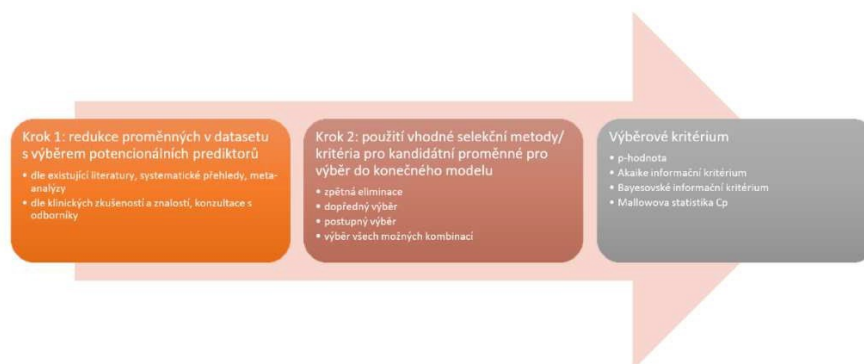 Krok 1: redukce proměnných v datasetu
s výběrem potencionálních prediktorů
• dle existující literatury, systematické přehledy, meta-
analýzy
• dle klinických zkušeností a znalostí, konzultace s
odborníky
Krok 2: použití vhodné selekční metody/
kritéria pro kandidátní proměnné pro
výběr do konečného modelu
• zpětná eliminace
• dopředný výběr
• postupný výběr
• výběr všech možných kombinací
Výběrové kritérium
• p-hodnota
• Akaike informační kritérium
• Bayesovské informační kritérium
• Mallowova statistika Cp